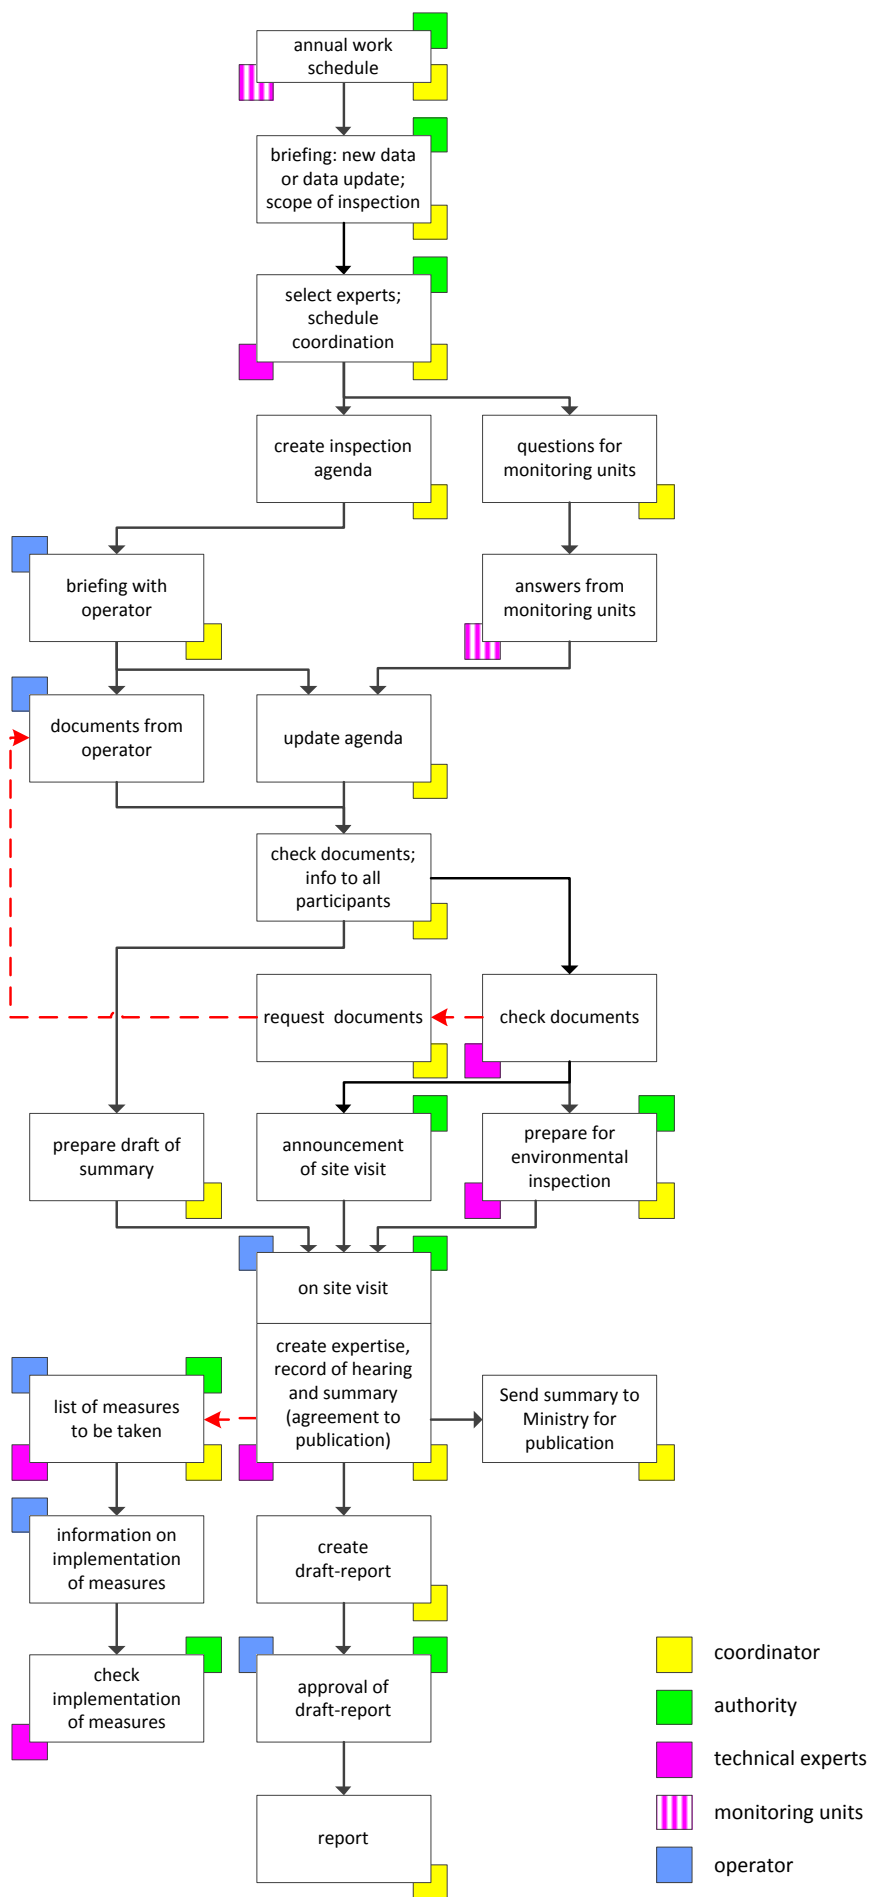 annual work
schedule
briefing: new data
or data update;
scope of inspection
select experts;
schedule
coordination
create inspection
agenda
questions for
monitoring units
briefing with
operator
answers from
monitoring units
documents from
operator
update agenda
check documents;
info to all
participants
request documents
check documents
prepare draft of
summary
announcement
of site visit
prepare for
environmental
inspection
on site visit
create expertise,
record of hearing
and summary
(agreement to
publication)
list of measures
to be taken
Send summary to
Ministry for
publication
information on
implementation
of measures
create
draft-report
check
implementation
of measures
approval of
draft-report
report
coordinator
authority
technical experts
monitoring units
operator